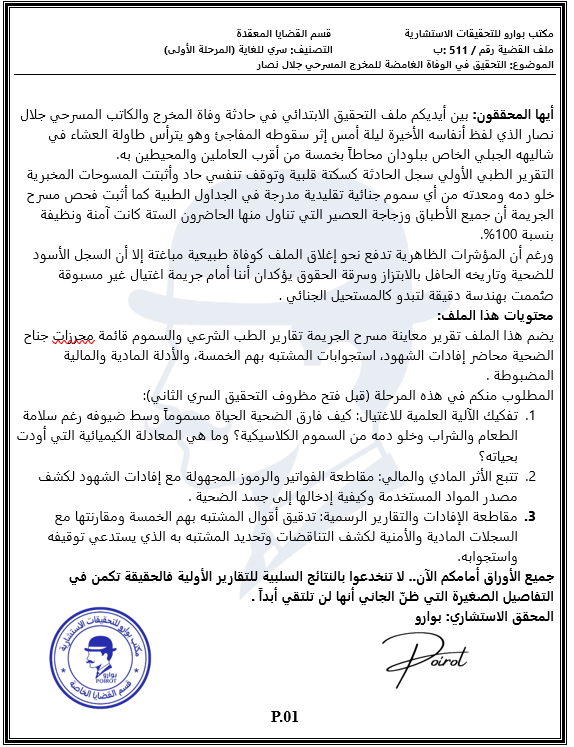 مكتب بوارو للتحقيقات الاستشارية
قسم القضايا المعقدة
ملف القضية رقم / 511 :ب
التصنيف: سري للغاية (المرحلة الأولى)
الموضوع: التحقيق في الوفاة الغامضة للمخرج المسرحي جلال نصار
أيها المحققون: بين أيديكم ملف التحقيق الابتدائي في حادثة وفاة المخرج والكاتب المسرحي جلال
نصار الذي لفظ أنفاسه الأخيرة ليلة أمس إثر سقوطه المفاجئ وهو يترأس طاولة العشاء في
شاليهه الجبلي الخاص ببلودان محاطاً بخمسة من أقرب العاملين والمحيطين به.
التقرير الطبي الأولي سجل الحادثة كسكتة قلبية وتوقف تنفسي حاد وأثبتت المسوحات المخبرية
خلو دمه ومعدته من أي سموم جنائية تقليدية مدرجة في الجداول الطبية كما أثبت فحص مسرح
الجريمة أن جميع الأطباق وزجاجة العصير التي تناول منها الحاضرون الستة كانت آمنة ونظيفة
بنسبة 100%.
ورغم أن المؤشرات الظاهرية تدفع نحو إغلاق الملف كوفاة طبيعية مباغتة إلا أن السجل الأسود
للضحية وتاريخه الحافل بالابتزاز وسرقة الحقوق يؤكدان أننا أمام جريمة اغتيال غير مسبوقة
صُممت بهندسة دقيقة لتبدو كالمستحيل الجنائي .
محتويات هذا الملف:
يضم هذا الملف تقرير معاينة مسرح الجريمة تقارير الطب الشرعي والسموم قائمة محرزات جناح
الضحية محاضر إفادات الشهود، استجوابات المشتبه بهم الخمسة، والأدلة المادية والمالية
المضبوطة .
المطلوب منكم في هذه المرحلة (قبل فتح مظروف التحقيق السري الثاني):
1. تفكيك الآلية العلمية للاغتيال: كيف فارق الضحية الحياة مسموماً وسط ضيوفه رغم سلامة
الطعام والشراب وخلو دمه من السموم الكلاسيكية؟ وما هي المعادلة الكيميائية التي أودت
بحياته؟
2. تتبع الأثر المادي والمالي: مقاطعة الفواتير والرموز المجهولة مع إفادات الشهود لكشف
مصدر المواد المستخدمة وكيفية إدخالها إلى جسد الضحية .
3. مقاطعة الإفادات والتقارير الرسمية: تدقيق أقوال المشتبه بهم الخمسة ومقارنتها مع
السجلات المادية والأمنية لكشف التناقضات وتحديد المشتبه به الذي يستدعي توقيفه
واستجوابه.
جميع الأوراق أمامكم الآن.. لا تنخدعوا بالنتائج السلبية للتقارير الأولية فالحقيقة تكمن في
التفاصيل الصغيرة التي ظنّ الجاني أنها لن تلتقي أبداً .
المحقق الاستشاري: بوارو
Poirot
مكتب بوارو للتحقيقات الاستشارية
بوارو
POIROT
قسم القضايا الخاصة
P.01